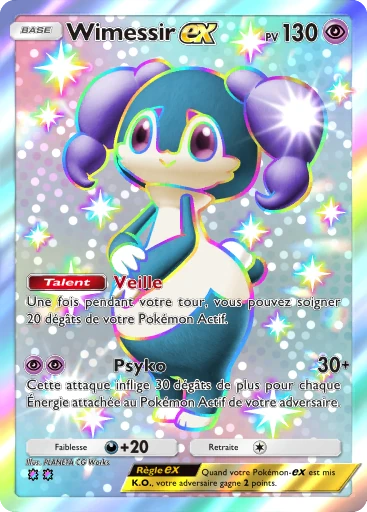 BASE Wimessir ex PV 130
Talent Veille
Une fois pendant votre tour, vous pouvez soigner
20 dégâts de votre Pokémon Actif.
Psyko 30+
Cette attaque inflige 30 dégâts de plus pour chaque
Énergie attachée au Pokémon Actif de votre adversaire.
Faiblesse +20 Retraite
Illus. PLANETA CG Works
Règle ex Quand votre Pokémon-ex est mis
K.O., votre adversaire gagne 2 points.